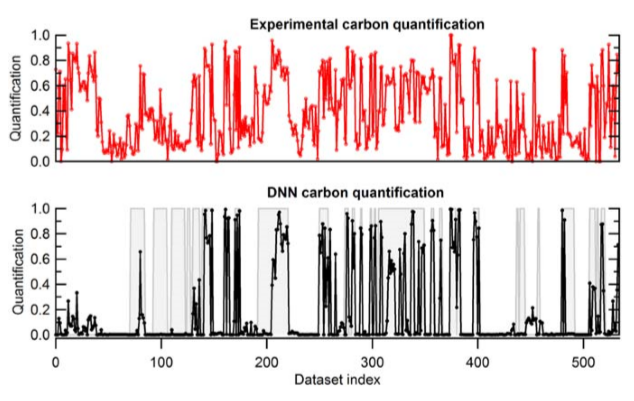 Experimental carbon quantification
1.0
0.8
0.6
0.4
0.2
0.0
Quantification
DNN carbon quantification
1.0
0.8
0.6
0.4
0.2
0.0
Quantification
0 100 200 300 400 500
Dataset index